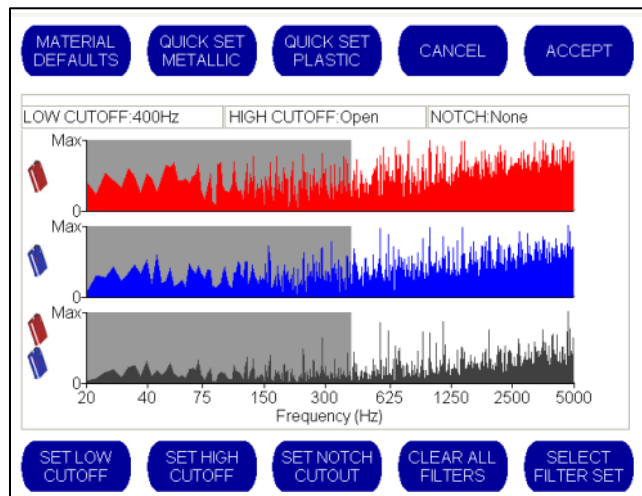 MATERIAL DEFAULTS
QUICK SET METALLIC
QUICK SET PLASTIC
CANCEL
ACCEPT
LOW CUTOFF:400Hz
HIGH CUTOFF:Open
NOTCH:None
Max
0
Max
0
Max
0
20 40 75 150 300 625 1250 2500 5000
Frequency (Hz)
SET LOW CUTOFF
SET HIGH CUTOFF
SET NOTCH CUTOUT
CLEAR ALL FILTERS
SELECT FILTER SET